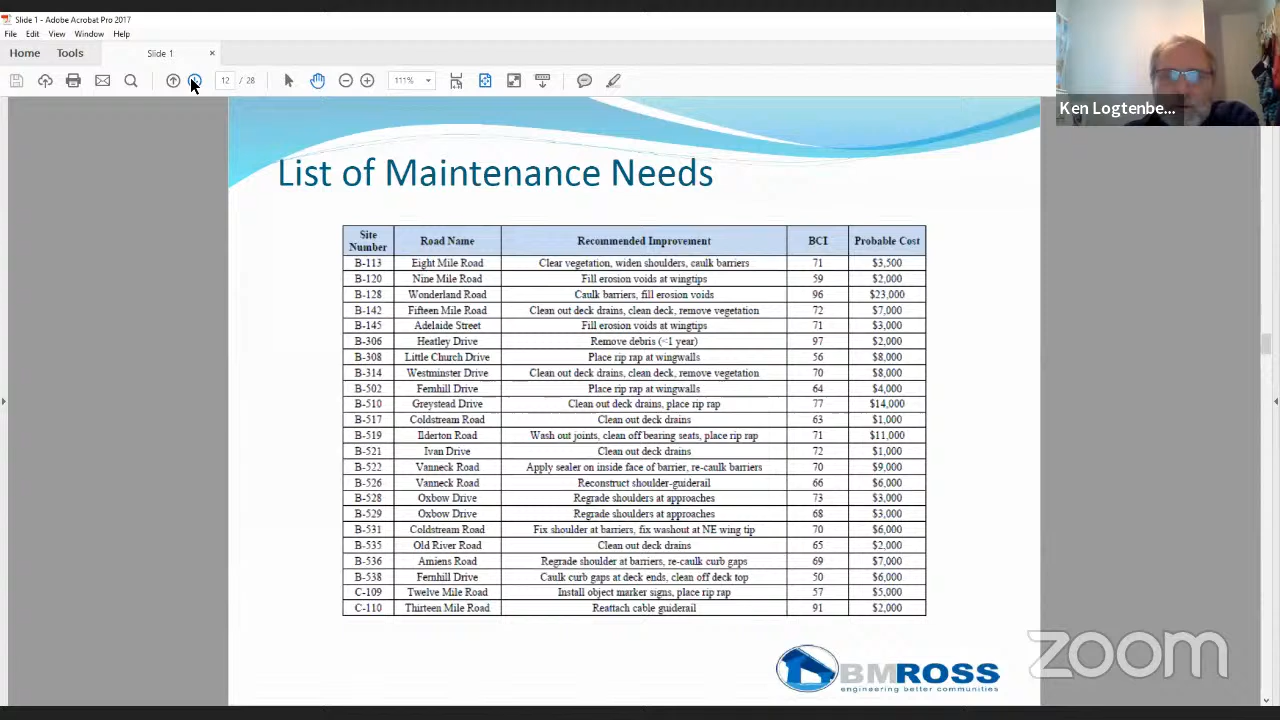 Slide 1 - Adobe Acrobat Pro 2017
File Edit View Window Help
Home Tools Slide 1 ×
12 / 28 111%
Ken Logtenbe...
List of Maintenance Needs
Site Number Road Name Recommended Improvement BCI Probable Cost
B-113 Eight Mile Road Clear vegetation, widen shoulders, caulk barriers 71 $3,500
B-120 Nine Mile Road Fill erosion voids at wingtips 59 $2,000
B-128 Wonderland Road Caulk barriers, fill erosion voids 96 $23,000
B-142 Fifteen Mile Road Clean out deck drains, clean deck, remove vegetation 72 $7,000
B-145 Adelaide Street Fill erosion voids at wingtips 71 $3,000
B-306 Heatley Drive Remove debris (<1 year) 97 $2,000
B-308 Little Church Drive Place rip rap at wingwalls 56 $8,000
B-314 Westminster Drive Clean out deck drains, clean deck, remove vegetation 70 $8,000
B-502 Fernhill Drive Place rip rap at wingwalls 64 $4,000
B-510 Greystead Drive Clean out deck drains, place rip rap 77 $14,000
B-517 Coldstream Road Clean out deck drains 63 $1,000
B-519 Ilderton Road Wash out joints, clean off bearing seats, place rip rap 71 $11,000
B-521 Ivan Drive Clean out deck drains 72 $1,000
B-522 Vanneck Road Apply sealer on inside face of barrier, re-caulk barriers 70 $9,000
B-526 Vanneck Road Reconstruct shoulder-guiderail 66 $6,000
B-528 Oxbow Drive Regrade shoulders at approaches 73 $3,000
B-529 Oxbow Drive Regrade shoulders at approaches 68 $3,000
B-531 Coldstream Road Fix shoulder at barriers, fix washout at NE wing tip 70 $6,000
B-535 Old River Road Clean out deck drains 65 $2,000
B-536 Amiens Road Regrade shoulder at barriers, re-caulk curb gaps 69 $7,000
B-538 Fernhill Drive Caulk curb gaps at deck ends, clean off deck top 50 $6,000
C-109 Twelve Mile Road Install object marker signs, place rip rap 57 $5,000
C-110 Thirteen Mile Road Reattach cable guiderail 91 $2,000
BMROSS
engineering better communities
zoom